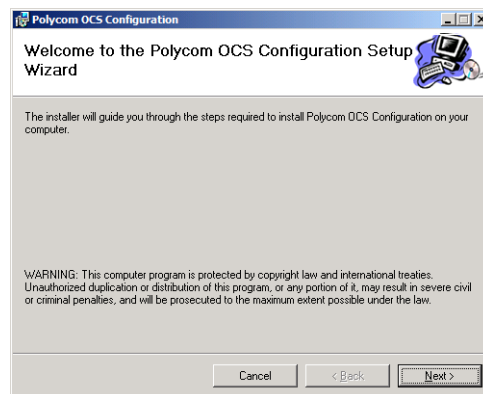 Polycom OCS Configuration
Welcome to the Polycom OCS Configuration Setup
Wizard
The installer will guide you through the steps required to install Polycom OCS Configuration on your
computer.
WARNING: This computer program is protected by copyright law and international treaties.
Unauthorized duplication or distribution of this program, or any portion of it, may result in severe civil
or criminal penalties, and will be prosecuted to the maximum extent possible under the law.
Cancel < Back Next >